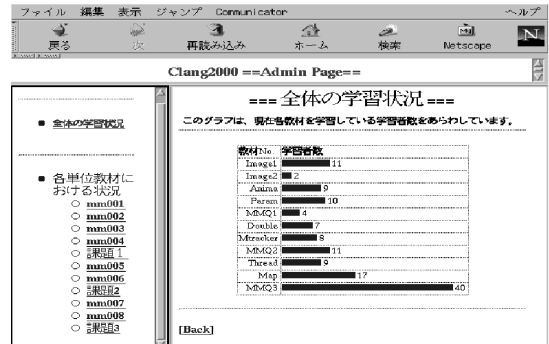 ファイル 編集 表示 ジャンプ Communicator ヘルプ
戻る 次 再読み込み ホーム 検索 Netscape N
Clang2000 ==Admin Page==
全体の学習状況
各単位教材に
おける状況
mm001
mm002
mm003
mm004
課題1
mm005
mm006
課題2
mm007
mm008
課題3
=== 全体の学習状況 ===
このグラフは、現在各教材を学習している学習者数をあらわしています。
教材No. 学習者数
Image1 11
Image2 2
Anima 9
Param 10
MMQ1 4
Double 7
Mtracker 8
MMQ2 11
Thread 9
Map 17
MMQ3 40
[Back]